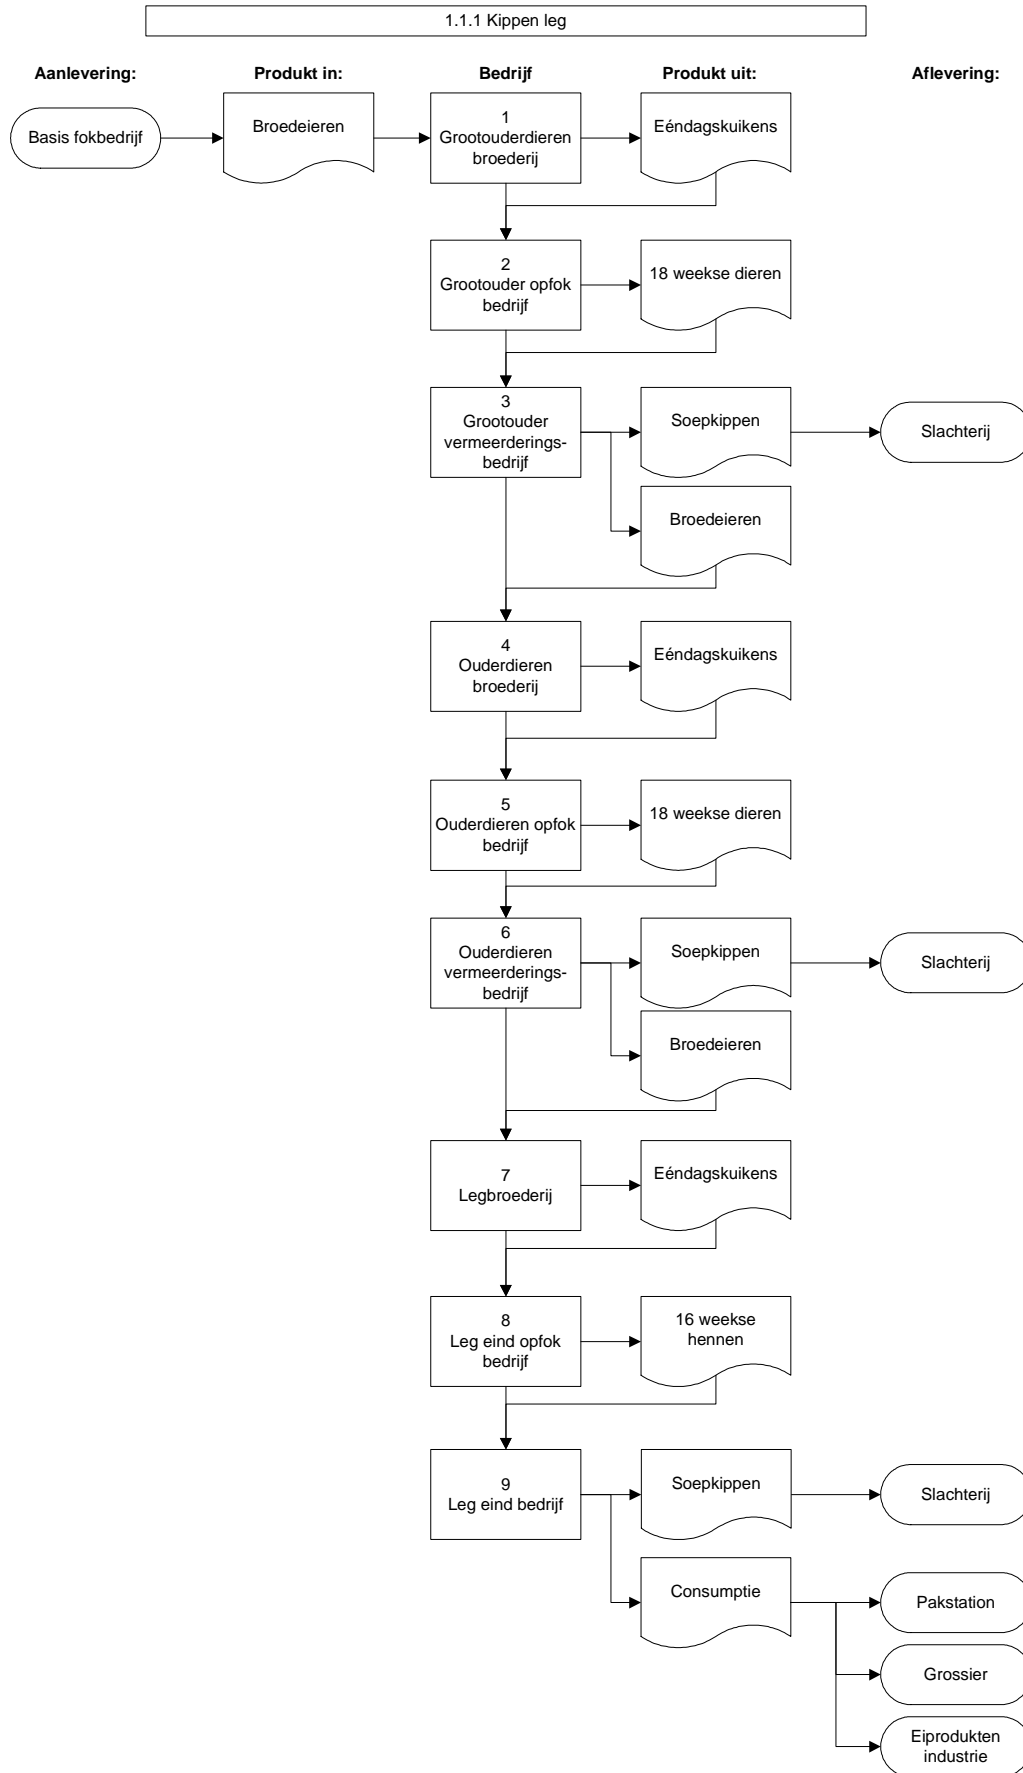 1.1.1 Kippen leg
Aanlevering:
Produkt in:
Bedrijf
Produkt uit:
Aflevering:
Basis fokbedrijf
Broedeieren
1
Grootouderdieren
broederij
Eéndagskuikens
2
Grootouder opfok
bedrijf
18 weekse dieren
3
Grootouder
vermeerderings-
bedrijf
Soepkippen
Slachterij
Broedeieren
4
Ouderdieren
broederij
Eéndagskuikens
5
Ouderdieren opfok
bedrijf
18 weekse dieren
6
Ouderdieren
vermeerderings-
bedrijf
Soepkippen
Slachterij
Broedeieren
7
Legbroederij
Eéndagskuikens
8
Leg eind opfok
bedrijf
16 weekse
hennen
9
Leg eind bedrijf
Soepkippen
Slachterij
Consumptie
Pakstation
Grossier
Eiprodukten
industrie